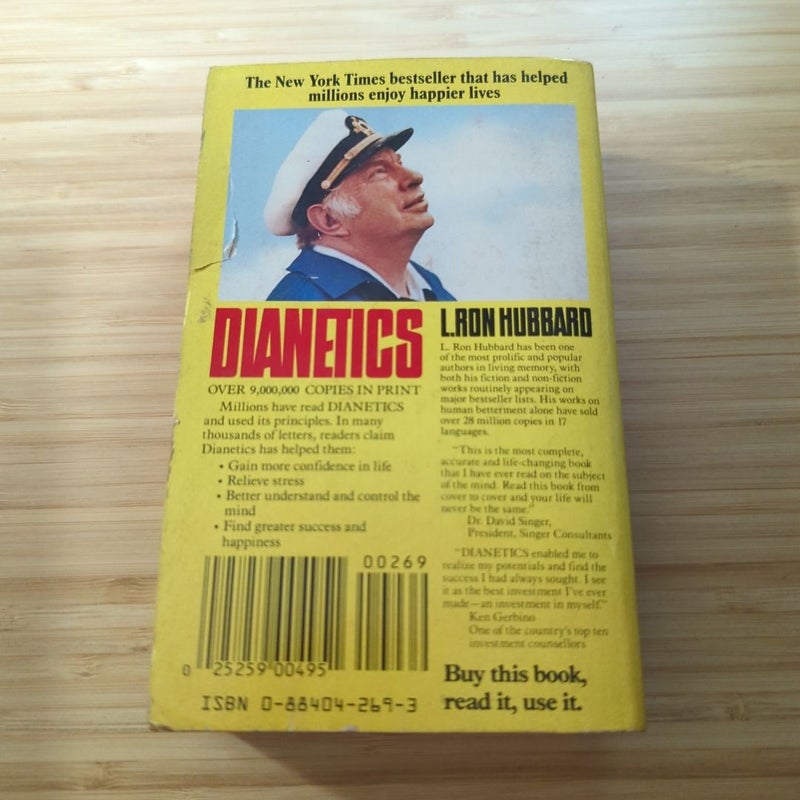 The New York Times bestseller that has helped
millions enjoy happier lives
DIANETICS
OVER 9,000,000 COPIES IN PRINT
Millions have read DIANETICS
and used its principles. In many
thousands of letters, readers claim
Dianetics has helped them:
• Gain more confidence in life
• Relieve stress
• Better understand and control the
mind
• Find greater success and
happiness
00269
0 25259 00495
ISBN 0-88404-269-3
L. RON HUBBARD
L. Ron Hubbard has been one
of the most prolific and popular
authors in living memory, with
both his fiction and non-fiction
works routinely appearing on
major bestseller lists. His works on
human betterment alone have sold
over 28 million copies in 17
languages.
"This is the most complete,
accurate and life-changing book
that I have ever read on the subject
of the mind. Read this book from
cover to cover and your life will
never be the same."
Dr. David Singer,
President, Singer Consultants
"DIANETICS enabled me to
realize my potentials and find the
success I had always sought. I see
it as the best investment I've ever
made—an investment in myself."
Ken Gerbino
One of the country's top ten
investment counsellors
Buy this book,
read it, use it.